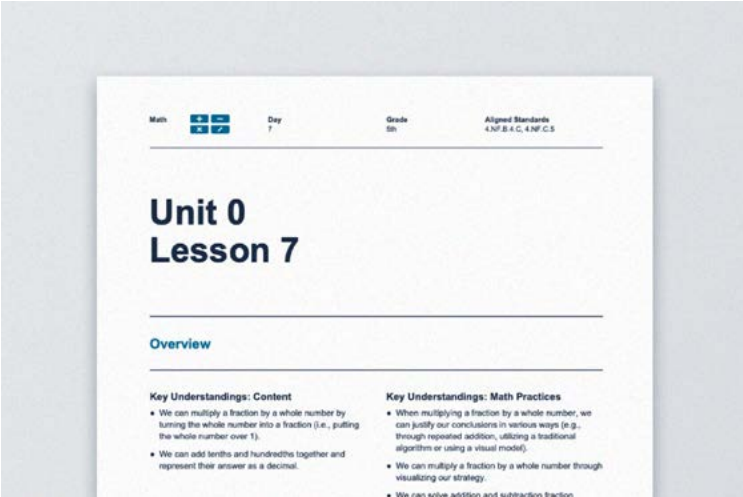 Math
Day
7
Grade
5th
Aligned Standards
4.NF.B.4.C, 4.NF.C.5
Unit 0
Lesson 7
Overview
Key Understandings: Content
• We can multiply a fraction by a whole number by
turning the whole number into a fraction (i.e., putting
the whole number over 1).
• We can add tenths and hundredths together and
represent their answer as a decimal.
Key Understandings: Math Practices
• When multiplying a fraction by a whole number, we
can justify our conclusions in various ways (e.g.,
through repeated addition, utilizing a traditional
algorithm or using a visual model).
• We can multiply a fraction by a whole number through
visualizing our strategy.
• We can solve addition and subtraction fraction